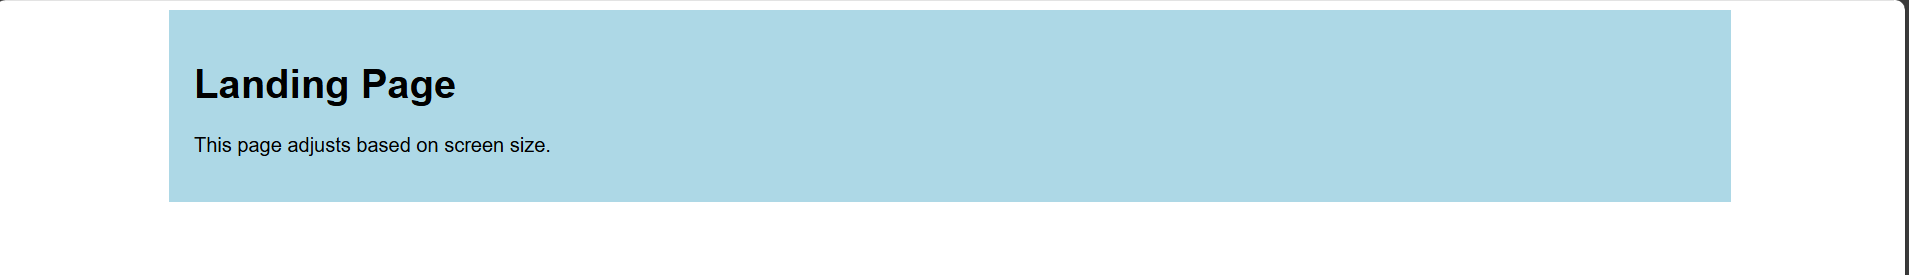 Landing Page
This page adjusts based on screen size.